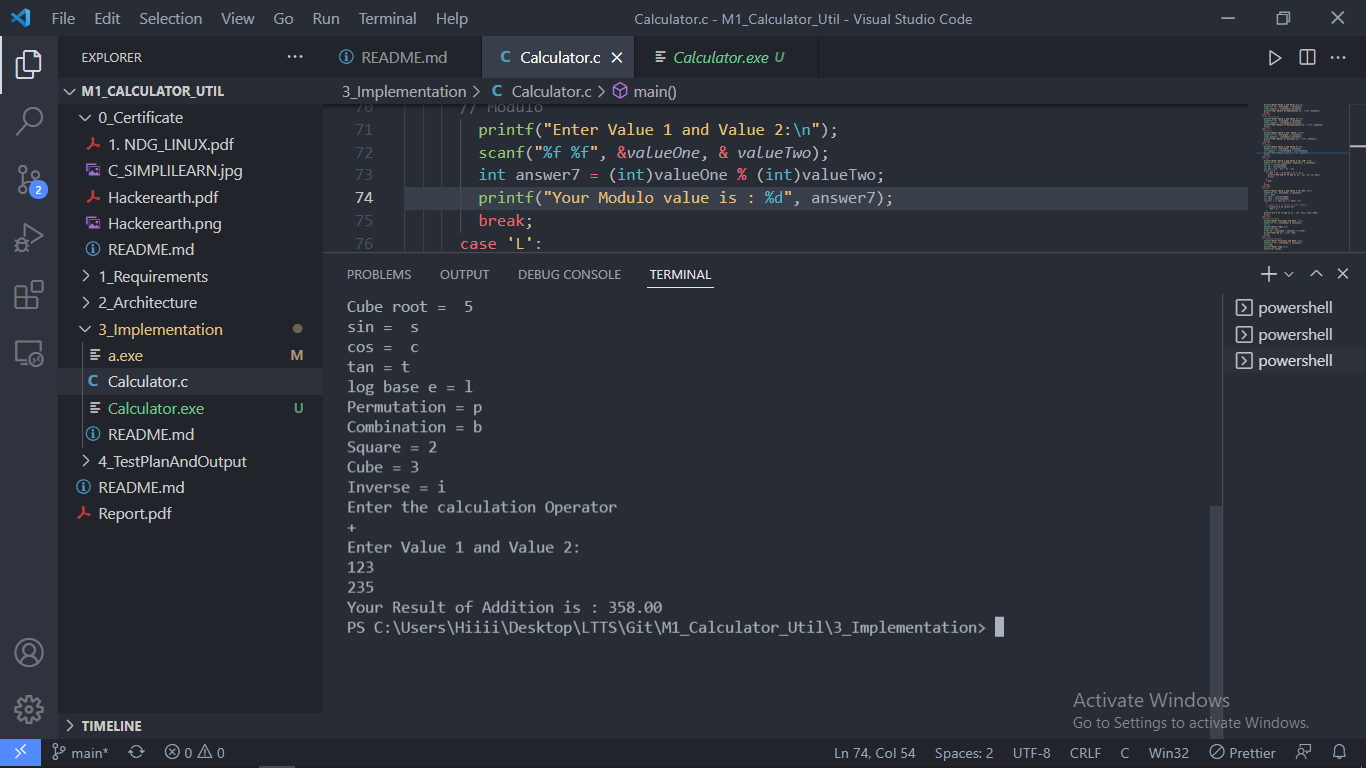 File Edit Selection View Go Run Terminal Help Calculator.c - M1_Calculator_Util - Visual Studio Code
EXPLORER
README.md Calculator.c Calculator.exe U
M1_CALCULATOR_UTIL
3_Implementation > C Calculator.c > main()
0_Certificate
1. NDG_LINUX.pdf
C_SIMPLILEARN.jpg
Hackerearth.pdf
Hackerearth.png
README.md
1_Requirements
2_Architecture
3_Implementation
a.exe M
C Calculator.c
Calculator.exe U
README.md
4_TestPlanAndOutput
README.md
Report.pdf
TIMELINE
2
70 // Modulo
71 printf("Enter Value 1 and Value 2:\n");
72 scanf("%f %f", &valueOne, & valueTwo);
73 int answer7 = (int)valueOne % (int)valueTwo;
74 printf("Your Modulo value is : %d", answer7);
75 break;
76 case 'L':
PROBLEMS OUTPUT DEBUG CONSOLE TERMINAL
Cube root =  5
sin =  s
cos =  c
tan = t
log base e = l
Permutation = p
Combination = b
Square = 2
Cube = 3
Inverse = i
Enter the calculation Operator
+
Enter Value 1 and Value 2:
123
235
Your Result of Addition is : 358.00
PS C:\Users\Hiiii\Desktop\LTTS\Git\M1_Calculator_Util\3_Implementation>
powershell
powershell
powershell
Activate Windows
Go to Settings to activate Windows.
main* 0 0 Ln 74, Col 54 Spaces: 2 UTF-8 CRLF C Win32 Prettier